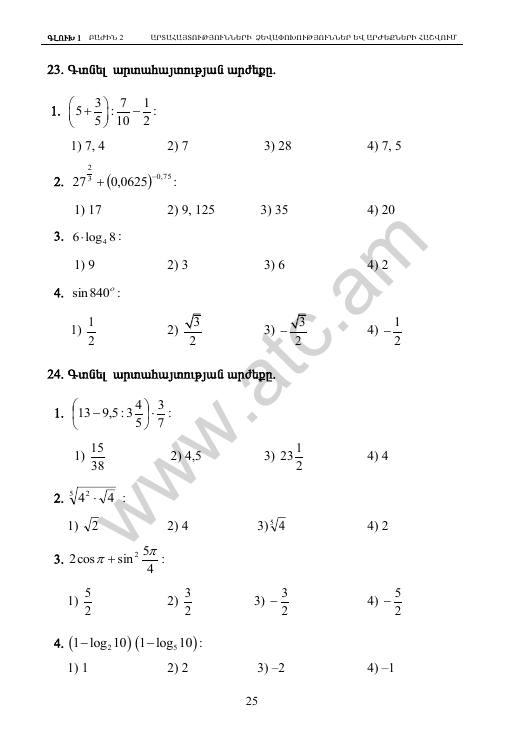 ԳԼՈՒԽ 1 ԲԱԺԻՆ 2 ԱՐՏԱՀԱՅՏՈՒԹՅՈՒՆՆԵՐԻ ՁԵՎԱՓՈԽՈՒԹՅՈՒՆՆԵՐ ԵՎ ԱՐԺԵՔՆԵՐԻ ՀԱՇՎՈՒՄ
23. Գտնել արտահայտության արժեքը.
1. (5 + 3/5) : 7/10 − 1/2 :
1) 7, 4 2) 7 3) 28 4) 7, 5
2. 27^(2/3) + (0,0625)^(−0,75) :
1) 17 2) 9, 125 3) 35 4) 20
3. 6 · log₄ 8 :
1) 9 2) 3 3) 6 4) 2
4. sin 840° :
1) 1/2 2) √3/2 3) −√3/2 4) −1/2
24. Գտնել արտահայտության արժեքը.
1. (13 − 9,5 : 3 4/5) · 3/7 :
1) 15/38 2) 4,5 3) 23 1/2 4) 4
2. ⁵√(4² · √4) :
1) √2 2) 4 3) ⁵√4 4) 2
3. 2cos π + sin² 5π/4 :
1) 5/2 2) 3/2 3) −3/2 4) −5/2
4. (1 − log₂ 10)(1 − log₅ 10) :
1) 1 2) 2 3) −2 4) −1
25
www.atc.am